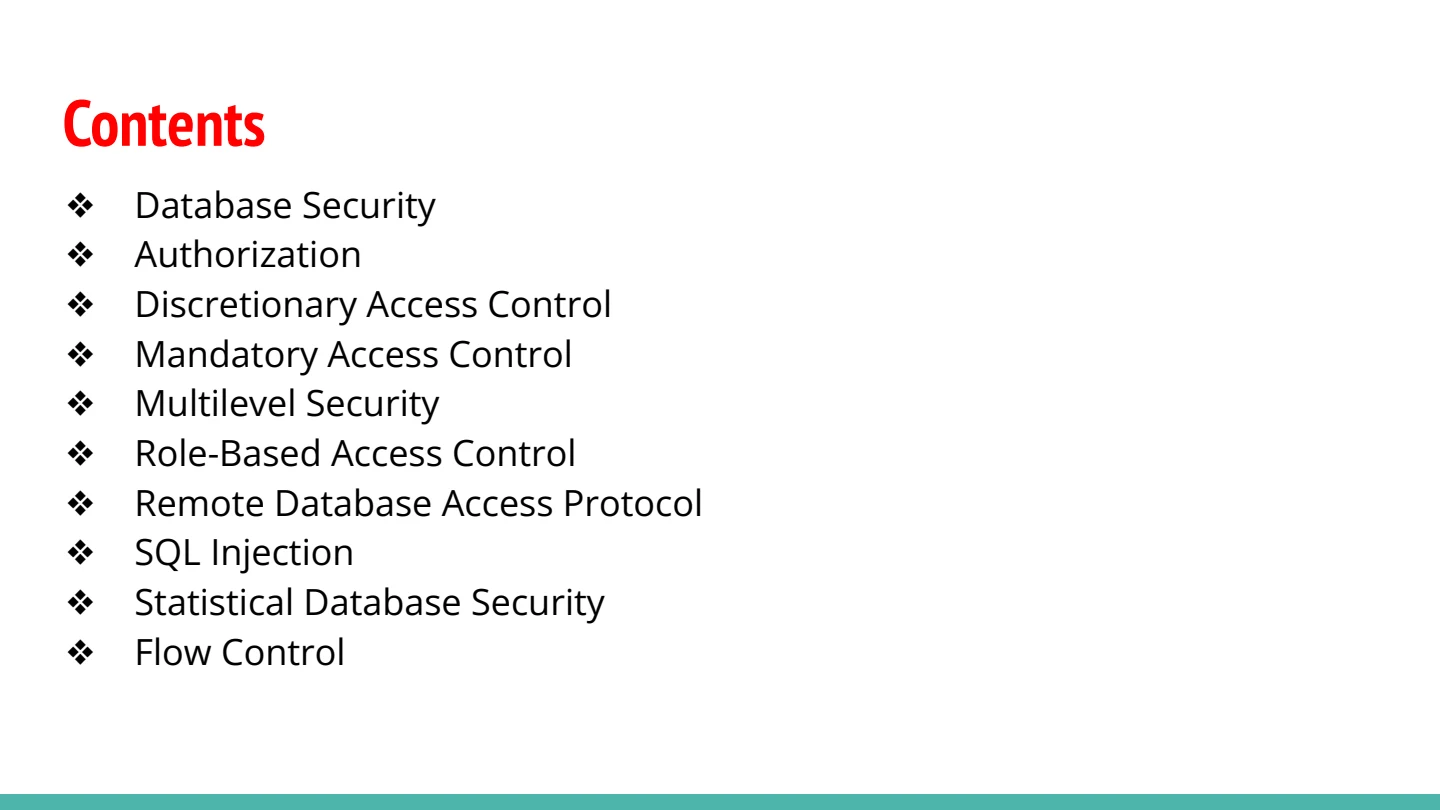 Contents
❖ Database Security
❖ Authorization
❖ Discretionary Access Control
❖ Mandatory Access Control
❖ Multilevel Security
❖ Role-Based Access Control
❖ Remote Database Access Protocol
❖ SQL Injection
❖ Statistical Database Security
❖ Flow Control